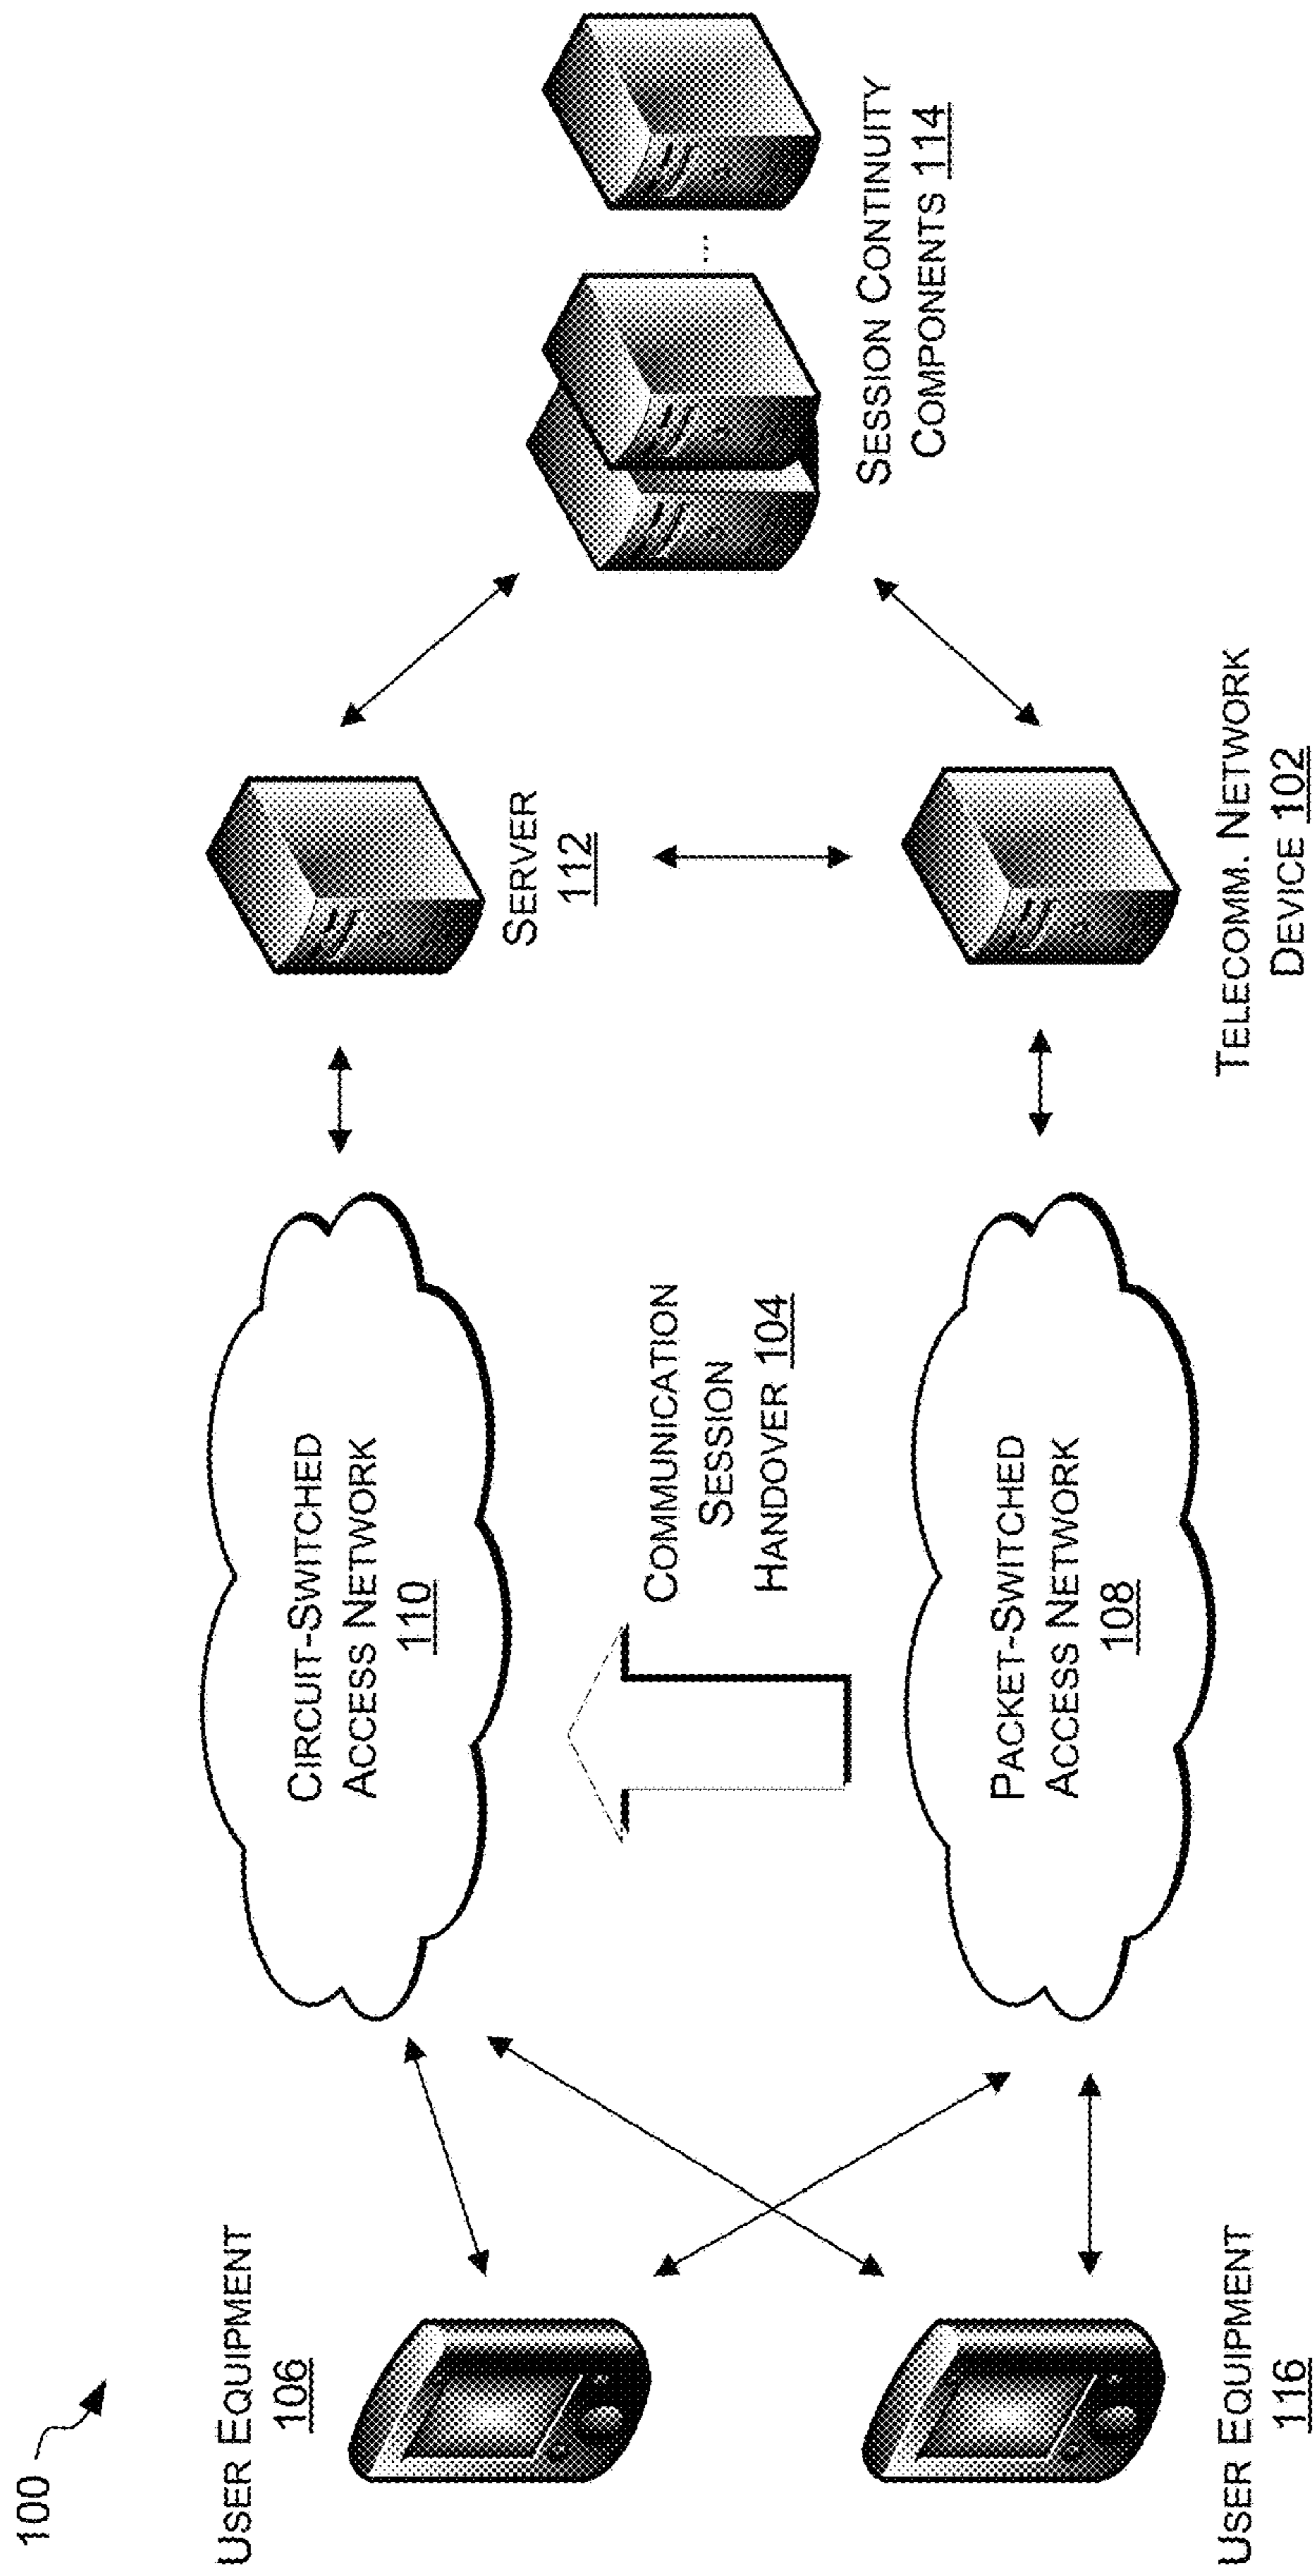 100
USER EQUIPMENT
106
CIRCUIT-SWITCHED
ACCESS NETWORK
110
SERVER
112
SESSION CONTINUITY
COMPONENTS 114
COMMUNICATION
SESSION
HANDOVER 104
USER EQUIPMENT
116
PACKET-SWITCHED
ACCESS NETWORK
108
TELECOMM. NETWORK
DEVICE 102